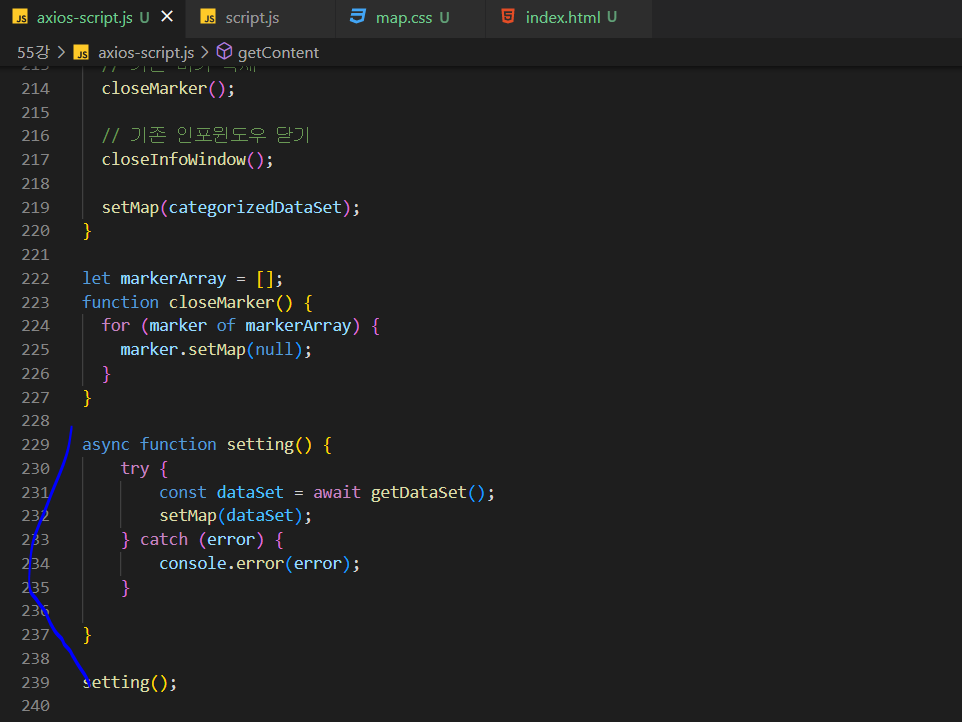 JS axios-script.js U ×
JS script.js
map.css U
index.html U
55강 > JS axios-script.js > getContent
214 closeMarker();
215
216 // 기존 인포윈도우 닫기
217 closeInfoWindow();
218
219 setMap(categorizedDataSet);
220 }
221
222 let markerArray = [];
223 function closeMarker() {
224 for (marker of markerArray) {
225 marker.setMap(null);
226 }
227 }
228
229 async function setting() {
230 try {
231 const dataSet = await getDataSet();
232 setMap(dataSet);
233 } catch (error) {
234 console.error(error);
235 }
236
237 }
238
239 setting();
240